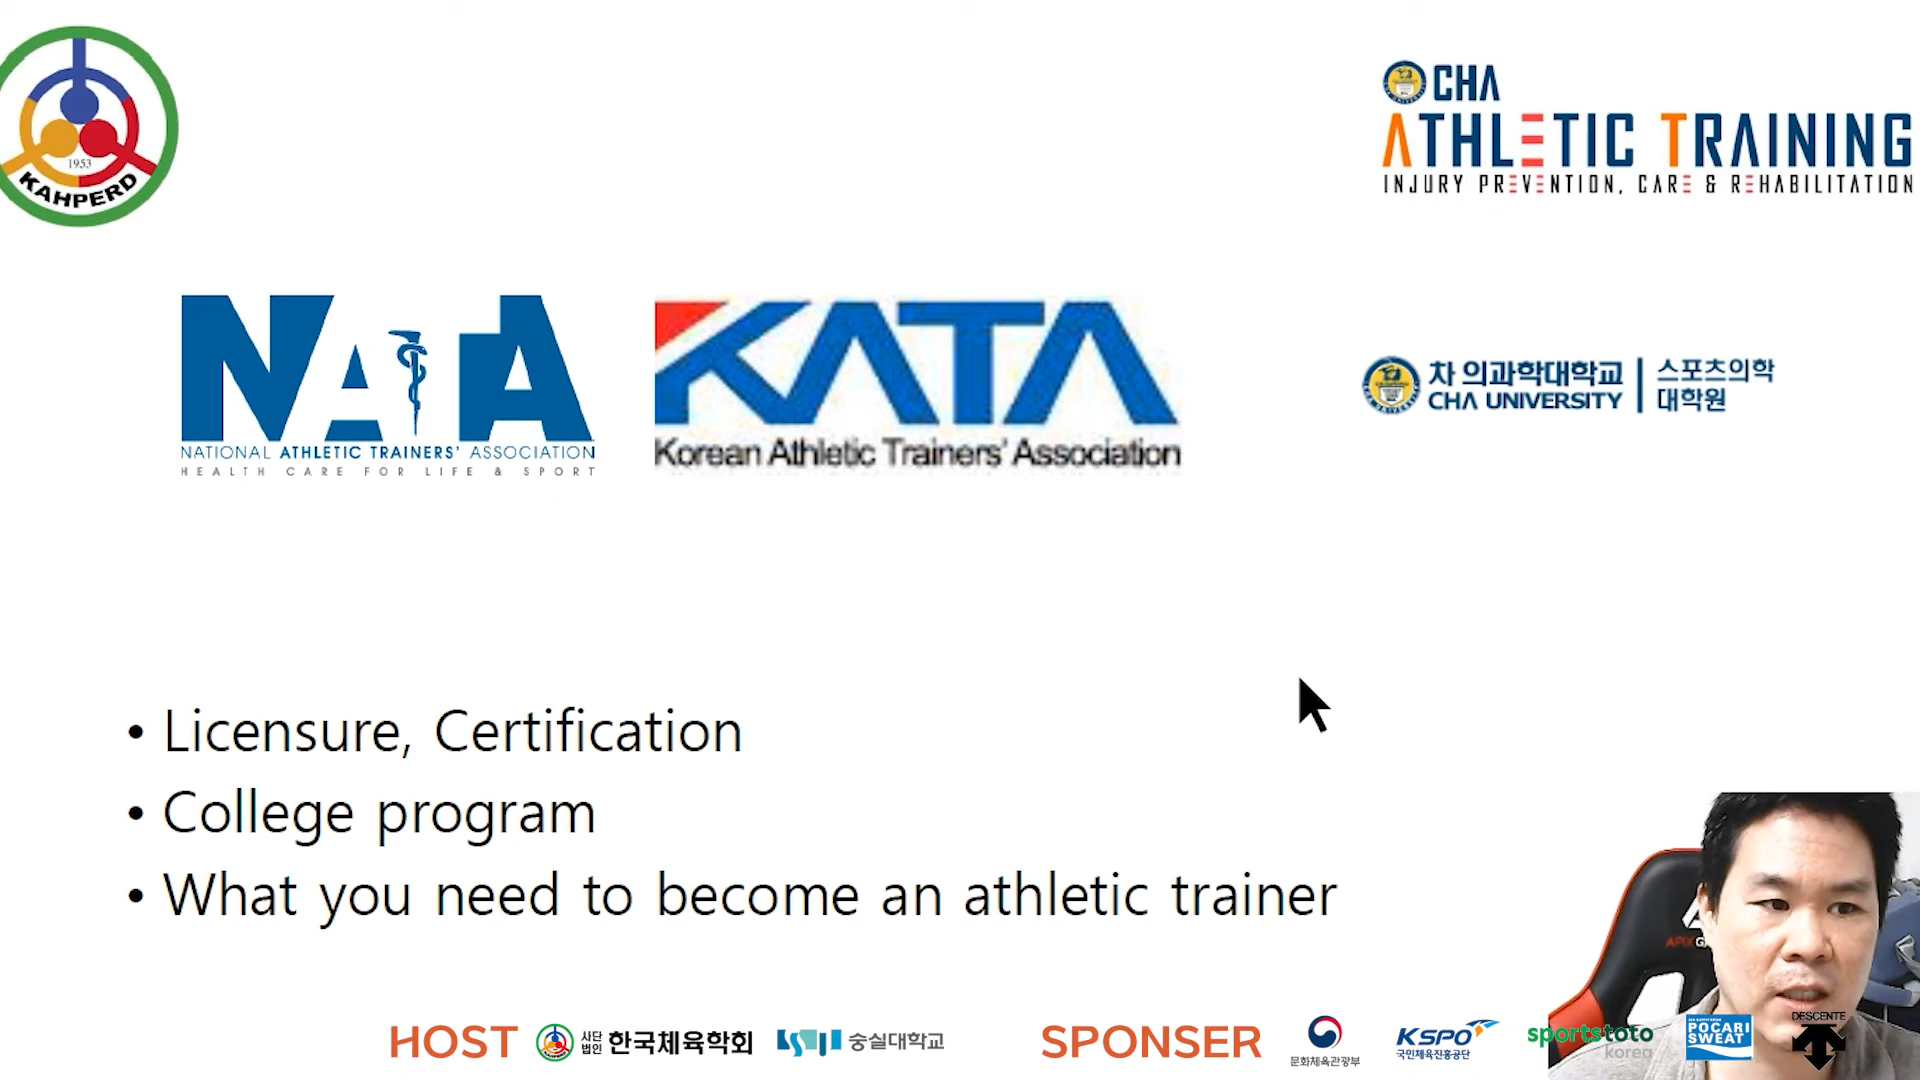 1953
KAHPERD
CHA
ATHLETIC TRAINING
INJURY PREVENTION, CARE & REHABILITATION
NATA
NATIONAL ATHLETIC TRAINERS' ASSOCIATION
HEALTH CARE FOR LIFE & SPORT
KATA
Korean Athletic Trainers' Association
차 의과학대학교
CHA UNIVERSITY
스포츠의학
대학원
• Licensure, Certification
• College program
• What you need to become an athletic trainer
HOST
사단
법인
한국체육학회
숭실대학교
SPONSER
문화체육관광부
KSPO
국민체육진흥공단
sportstoto
korea
POCARI
SWEAT
DESCENTE